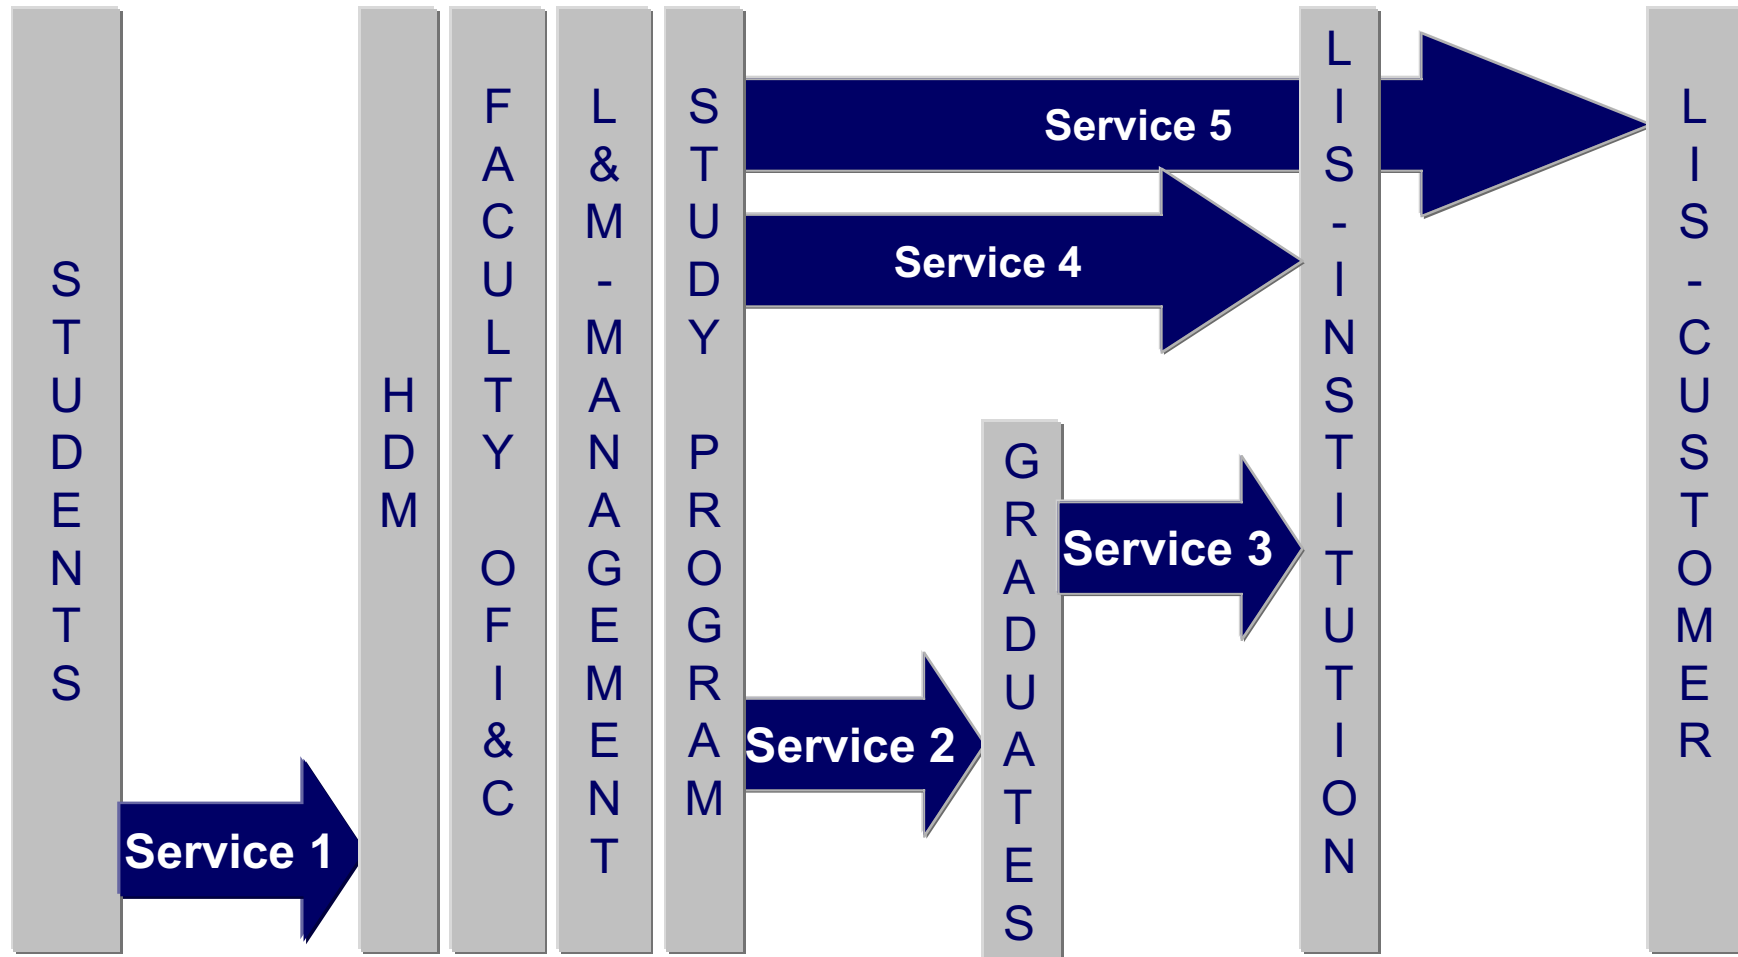 STUDENTS
Service 1
HDM
FACULTY OFI&C
L&M-MANAGEMENT
STUDY PROGRAM
Service 5
Service 4
Service 2
GRADUATES
Service 3
LIS-INSTITUTION
LIS-CUSTOMER